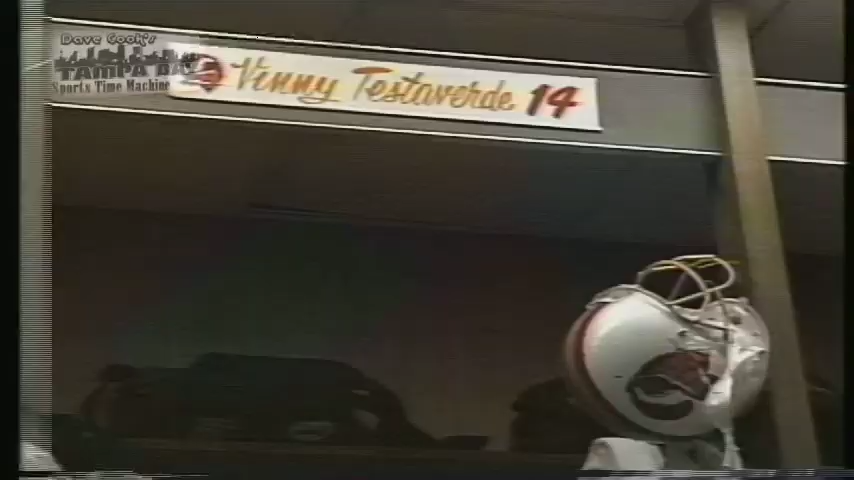 Dave Cook's
TAMPA BAY
Sports Time Machine
Vinny Testaverde 14